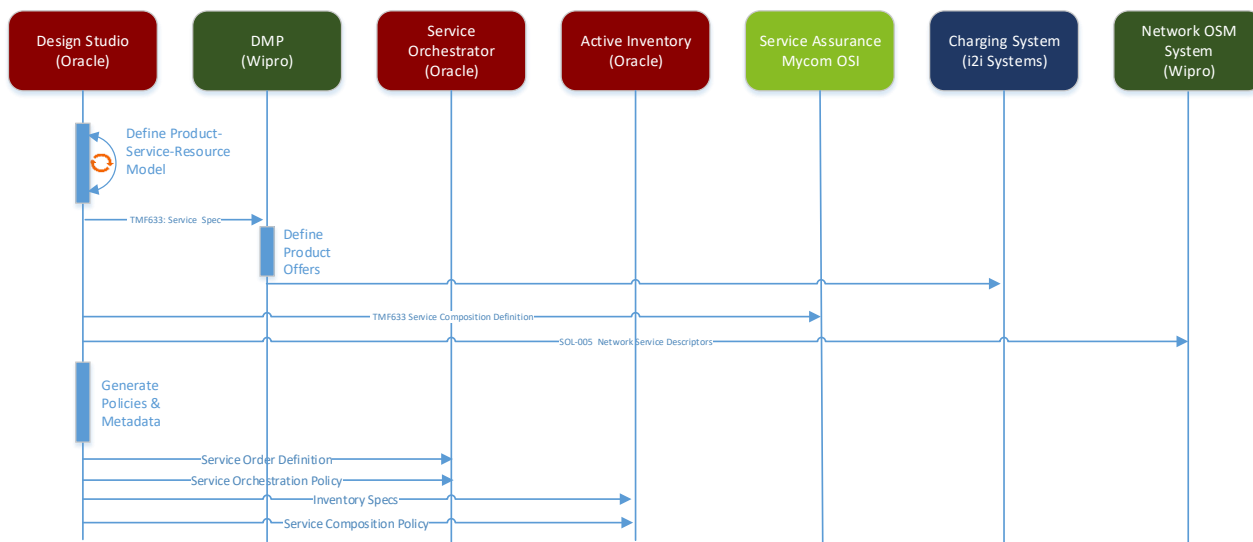 Design Studio
(Oracle)
DMP
(Wipro)
Service
Orchestrator
(Oracle)
Active Inventory
(Oracle)
Service Assurance
Mycom OSI
Charging System
(i2i Systems)
Network OSM
System
(Wipro)
Define Product-
Service-Resource
Model
TMF633: Service Spec
Define
Product
Offers
TMF633 Service Composition Definition
SOL-005 Network Service Descriptors
Generate
Policies &
Metadata
Service Order Definition
Service Orchestration Policy
Inventory Specs
Service Composition Policy